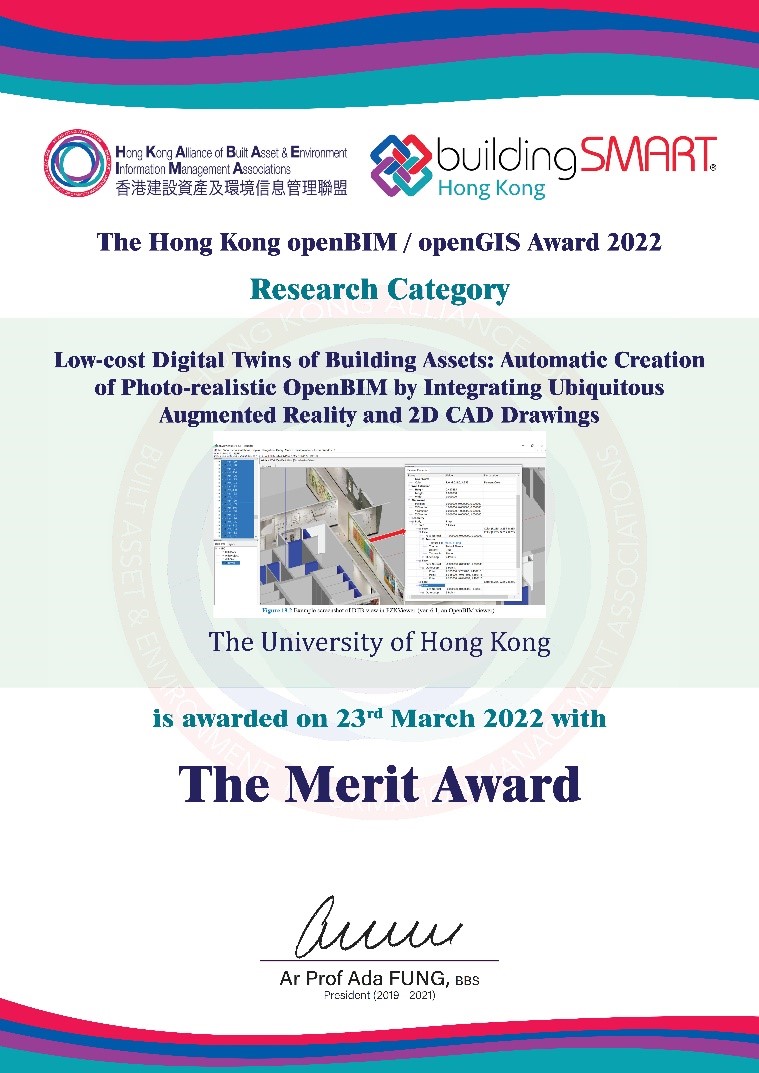 Hong Kong Alliance of Built Asset & Environment
Information Management Associations
香港建設資產及環境信息管理聯盟
buildingSMART®
Hong Kong
The Hong Kong openBIM / openGIS Award 2022
Research Category
Low-cost Digital Twins of Building Assets: Automatic Creation
of Photo-realistic OpenBIM by Integrating Ubiquitous
Augmented Reality and 2D CAD Drawings
The University of Hong Kong
is awarded on 23rd March 2022 with
The Merit Award
Ar Prof Ada FUNG, BBS
President (2019 - 2021)